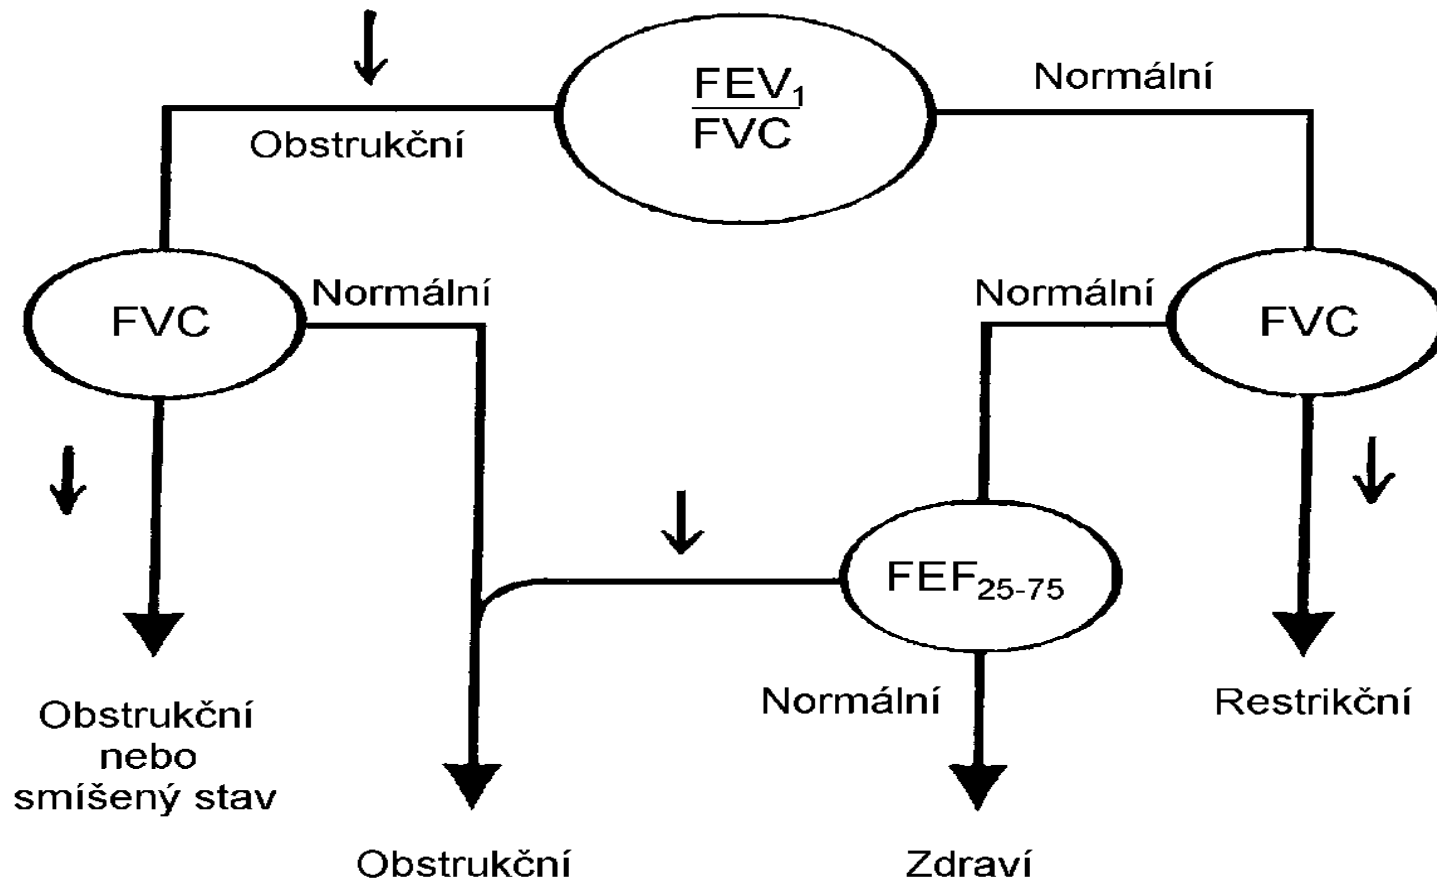 FEV₁
FVC
Normální
Obstrukční
FVC
Normální
Normální
FVC
FEF₂₅₋₇₅
Normální
Restrikční
Obstrukční
nebo
smíšený stav
Obstrukční
Zdraví